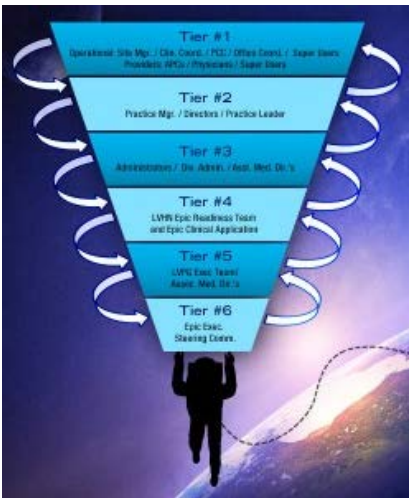 Tier #1
Operational: Site Mgr. / Clin. Coord. / PCC / Office Coord. / Super Users
Providers: APCs / Physicians / Super Users
Tier #2
Practice Mgr. / Directors / Practice Leader
Tier #3
Administrators / Div. Admin. / Asst. Med. Dir.'s
Tier #4
LVHN Epic Readiness Team
and Epic Clinical Application
Tier #5
LVPG Exec Team/
Assoc. Med. Dir.'s
Tier #6
Epic Exec.
Steering Comm.